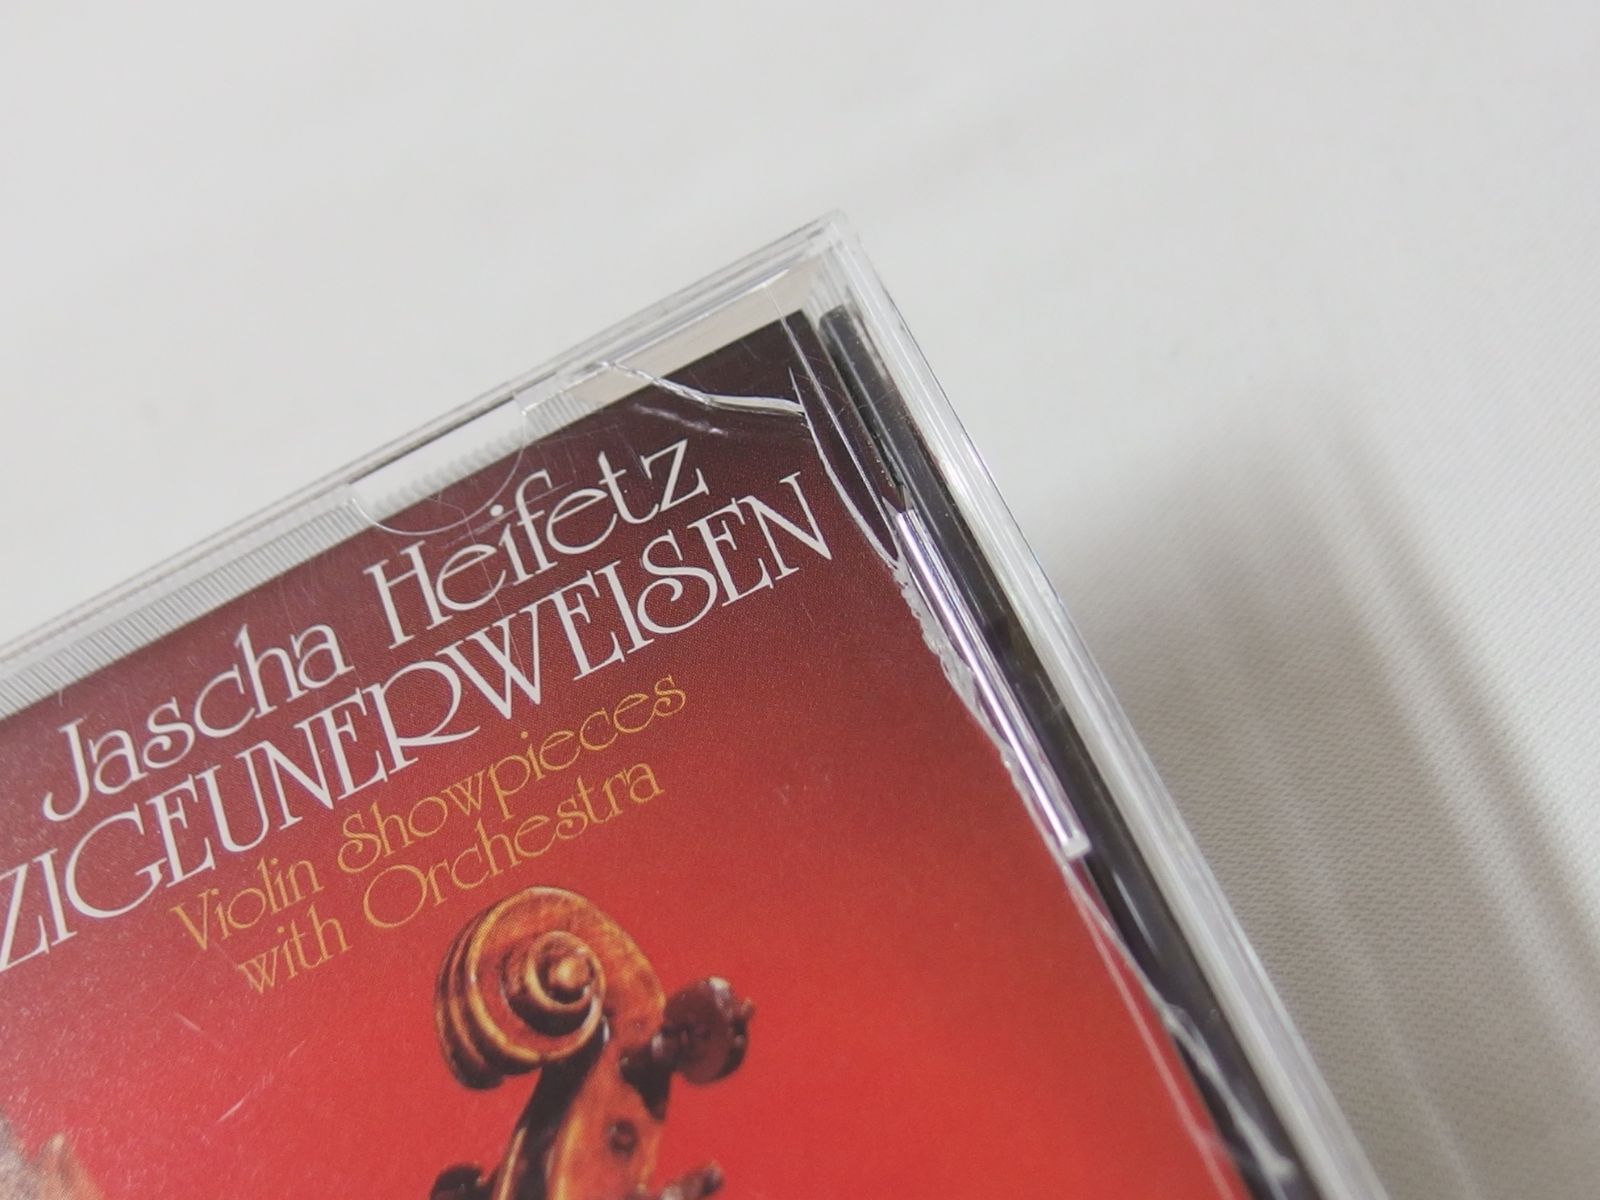 Jascha Heifetz
ZIGEUNERWEISEN
Violin Showpieces
with Orchestra